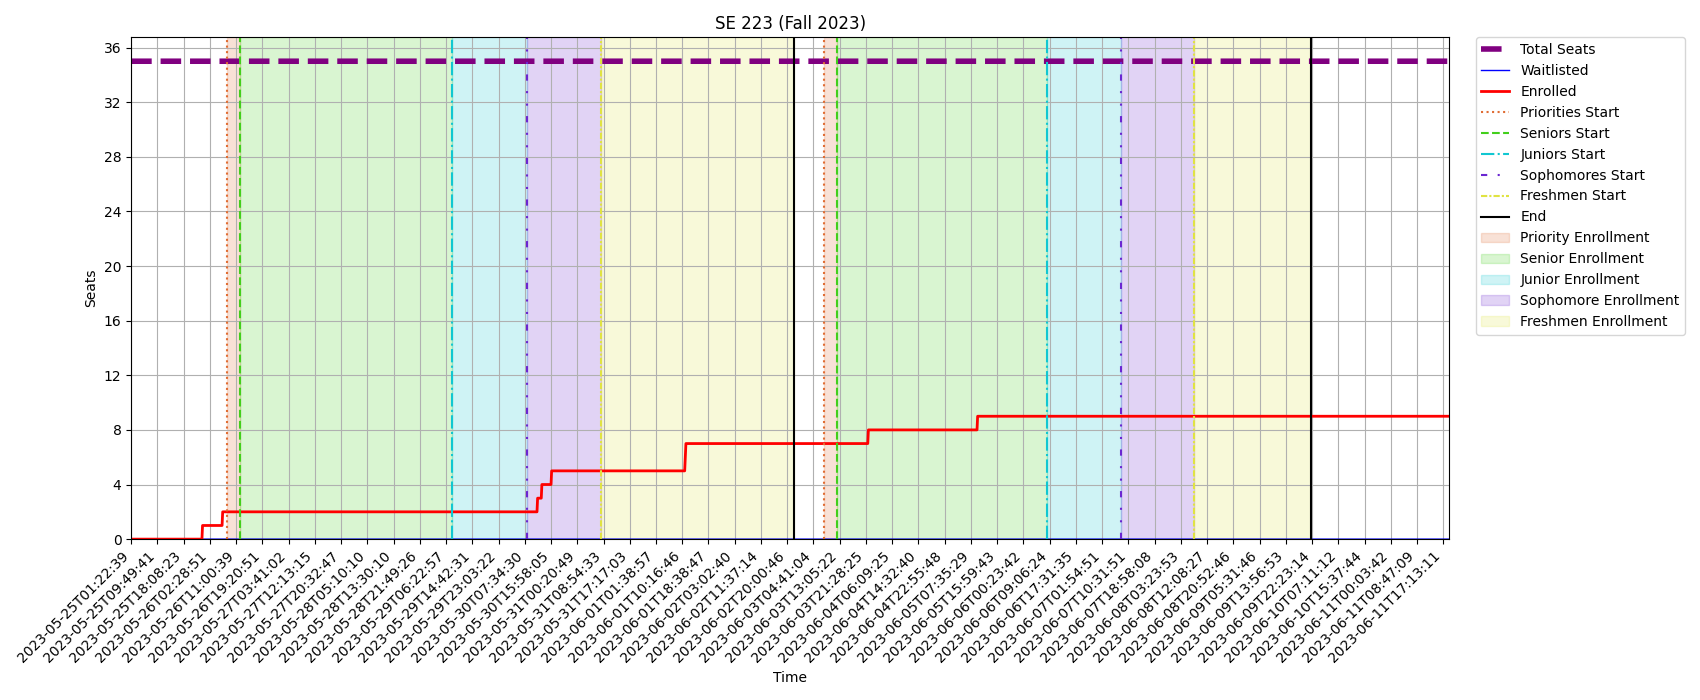 SE 223 (Fall 2023)
Seats
36
32
28
24
20
16
12
8
4
0
2023-05-25T01:22:39
2023-05-25T09:49:41
2023-05-25T18:08:23
2023-05-26T02:28:51
2023-05-26T11:00:39
2023-05-26T19:20:51
2023-05-27T03:41:02
2023-05-27T12:13:15
2023-05-27T20:32:47
2023-05-28T05:10:10
2023-05-28T13:30:10
2023-05-28T21:49:26
2023-05-29T06:22:57
2023-05-29T14:42:31
2023-05-29T23:03:22
2023-05-30T07:34:30
2023-05-30T15:58:05
2023-05-31T00:20:49
2023-05-31T08:54:33
2023-05-31T17:17:03
2023-06-01T01:38:57
2023-06-01T10:16:46
2023-06-01T18:38:47
2023-06-02T03:02:40
2023-06-02T11:37:14
2023-06-02T20:00:46
2023-06-03T04:41:04
2023-06-03T13:05:22
2023-06-03T21:28:25
2023-06-04T06:09:25
2023-06-04T14:32:40
2023-06-04T22:55:48
2023-06-05T07:35:29
2023-06-05T15:59:43
2023-06-06T00:23:42
2023-06-06T09:06:24
2023-06-06T17:31:35
2023-06-07T01:54:51
2023-06-07T10:31:51
2023-06-07T18:58:08
2023-06-08T03:23:53
2023-06-08T12:08:27
2023-06-08T20:52:46
2023-06-09T05:31:46
2023-06-09T13:56:53
2023-06-09T22:23:14
2023-06-10T07:11:12
2023-06-10T15:37:44
2023-06-11T00:03:42
2023-06-11T08:47:09
2023-06-11T17:13:11
Time
Total Seats
Waitlisted
Enrolled
Priorities Start
Seniors Start
Juniors Start
Sophomores Start
Freshmen Start
End
Priority Enrollment
Senior Enrollment
Junior Enrollment
Sophomore Enrollment
Freshmen Enrollment